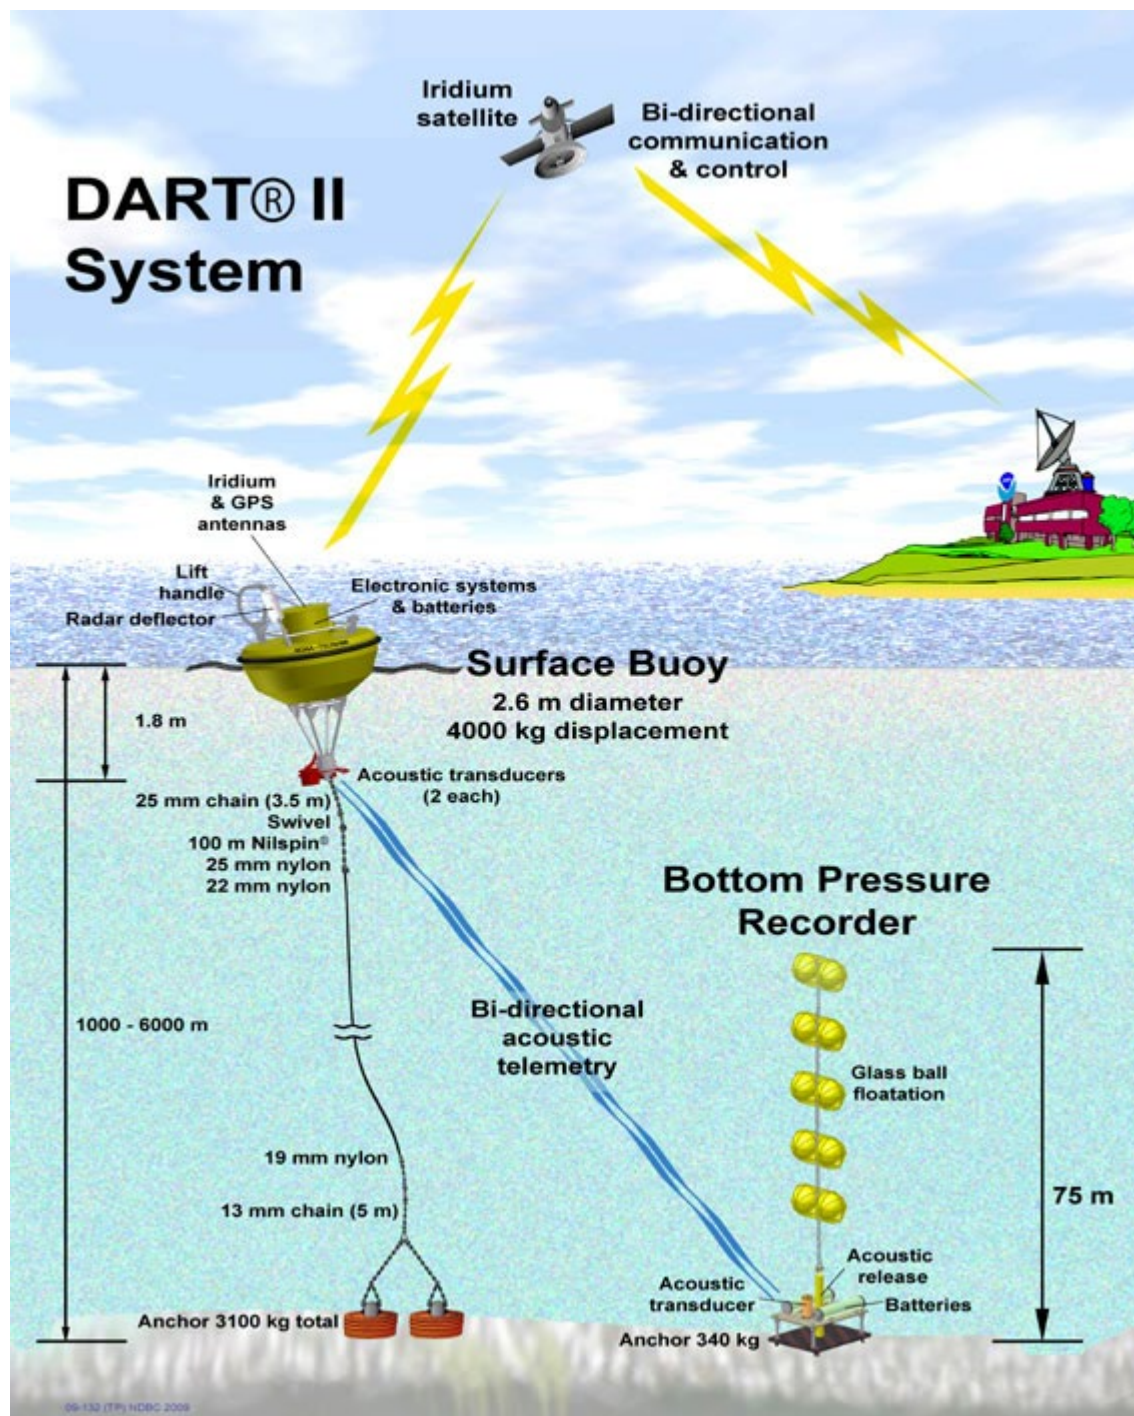 Iridium
satellite
Bi-directional
communication
& control
DART® II
System
Iridium
& GPS
antennas
Lift
handle
Radar deflector
Electronic systems
& batteries
Surface Buoy
2.6 m diameter
4000 kg displacement
1.8 m
Acoustic transducers
(2 each)
25 mm chain (3.5 m)
Swivel
100 m Nilspin®
25 mm nylon
22 mm nylon
Bottom Pressure
Recorder
Bi-directional
acoustic
telemetry
1000 - 6000 m
Glass ball
floatation
19 mm nylon
13 mm chain (5 m)
75 m
Acoustic
release
Acoustic
transducer
Batteries
Anchor 3100 kg total
Anchor 340 kg
(TP) NDBC 2009